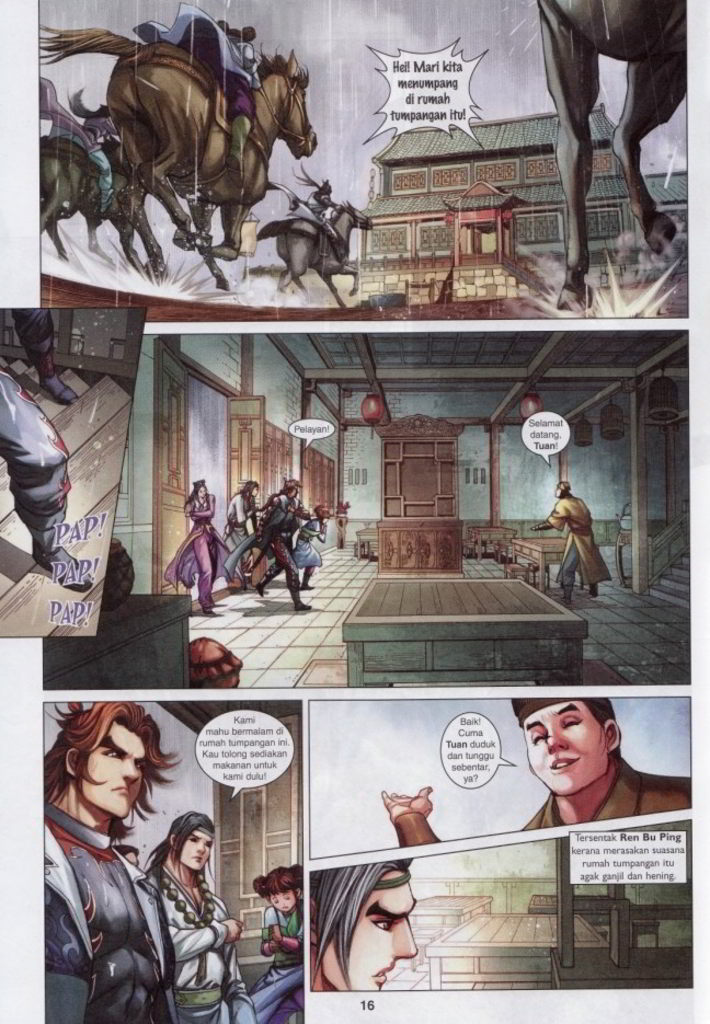 Hei! Mari kita
menumpang
di rumah
tumpangan itu!
PAP!
PAP!
PAP!
Pelayan!
Selamat
datang,
Tuan!
Kami
mahu bermalam di
rumah tumpangan ini.
Kau tolong sediakan
makanan untuk
kami dulu!
Baik!
Cuma
Tuan duduk
dan tunggu
sebentar,
ya?
Tersentak Ren Bu Ping
kerana merasakan suasana
rumah tumpangan itu
agak ganjil dan hening.
16